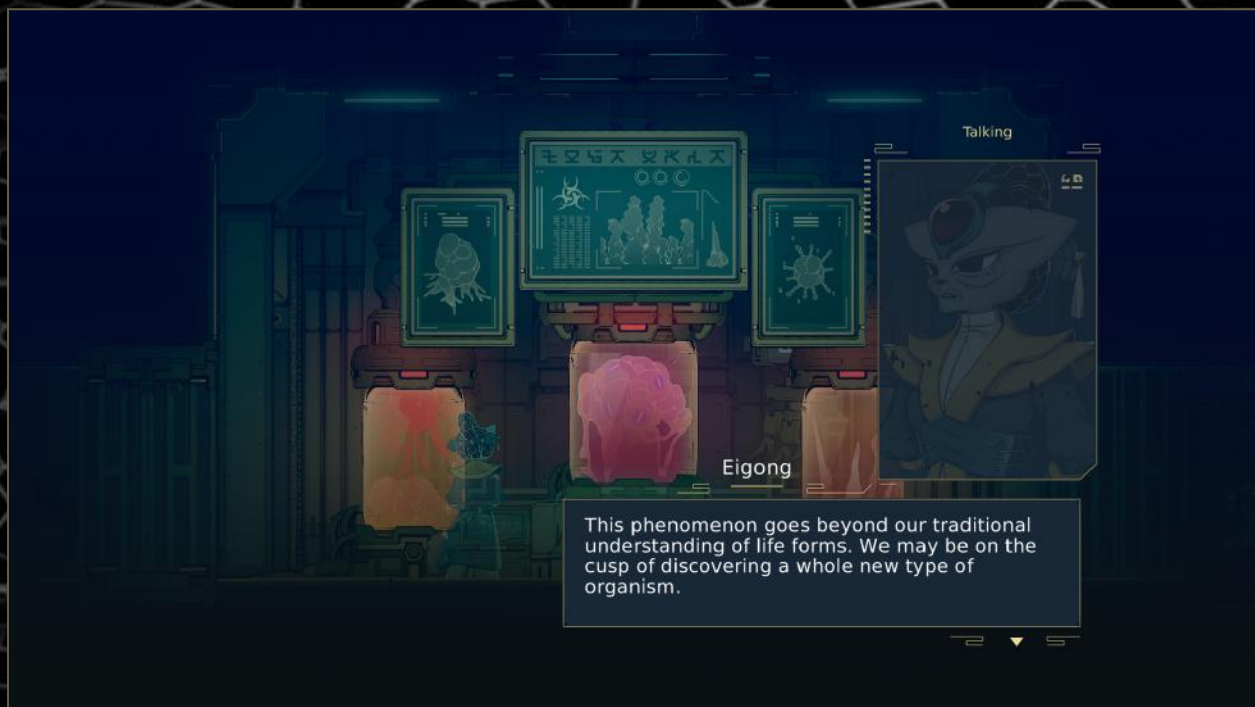 Talking
Eigong
This phenomenon goes beyond our traditional
understanding of life forms. We may be on the
cusp of discovering a whole new type of
organism.